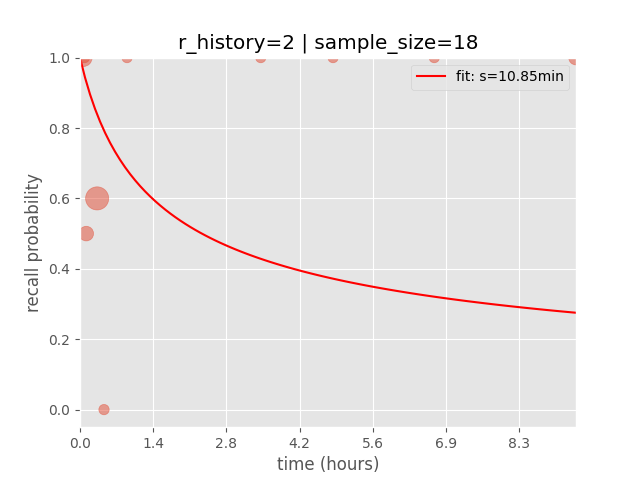 r_history=2 | sample_size=18
fit: s=10.85min
recall probability
1.0
0.8
0.6
0.4
0.2
0.0
0.0 1.4 2.8 4.2 5.6 6.9 8.3
time (hours)